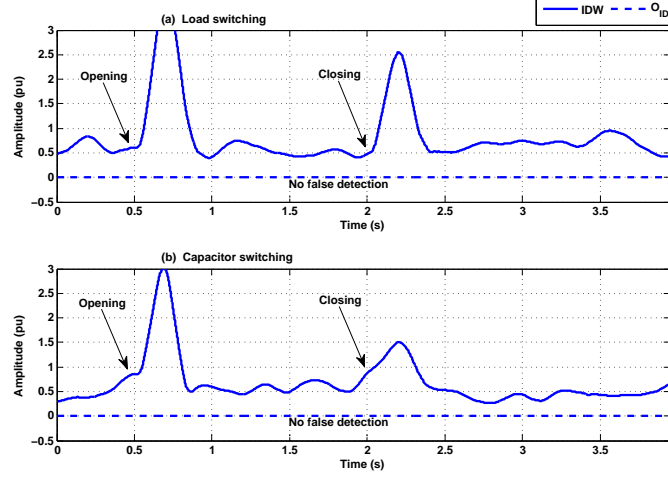 IDW
O_ID
(a) Load switching
3
2.5
2
1.5
1
0.5
0
−0.5
Amplitude (pu)
Opening
Closing
No false detection
0
0.5
1
1.5
2
2.5
3
3.5
Time (s)
(b) Capacitor switching
3
2.5
2
1.5
1
0.5
0
−0.5
Amplitude (pu)
Opening
Closing
No false detection
0
0.5
1
1.5
2
2.5
3
3.5
Time (s)